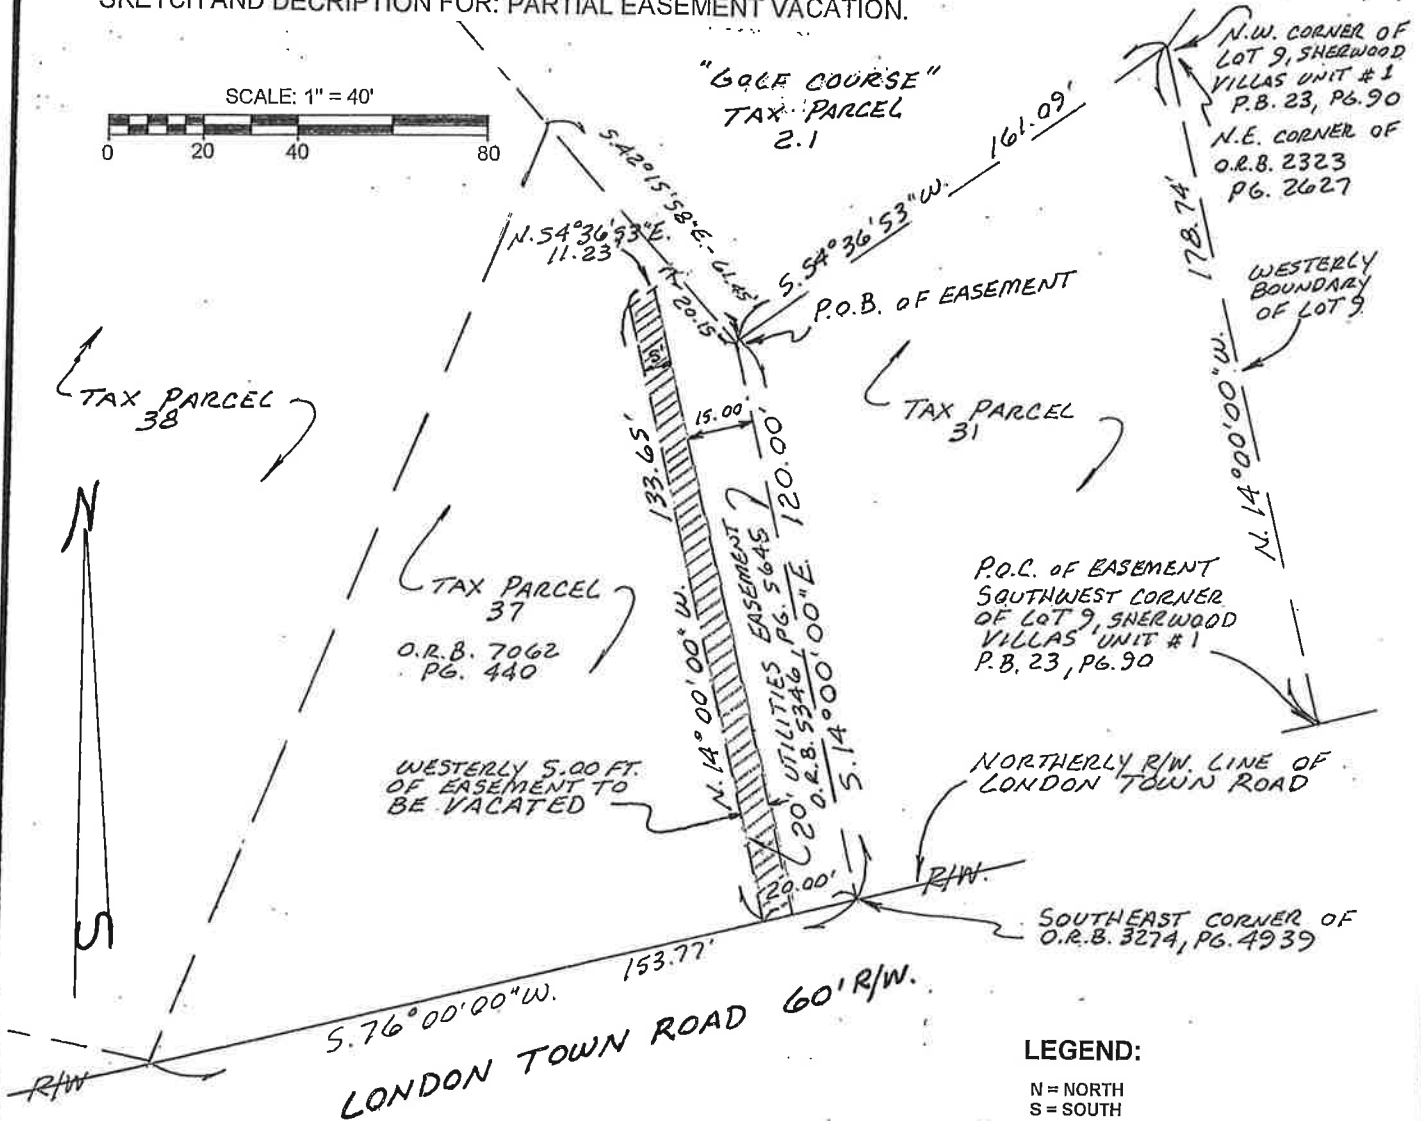 SKETCH AND DECRIPTION FOR: PARTIAL EASEMENT VACATION.
SCALE: 1" = 40'
0 20 40 80
"GOLF COURSE"
TAX PARCEL
2.1
N.W. CORNER OF
LOT 9, SHERWOOD
VILLAS UNIT #1
P.B. 23, PG. 90
N.E. CORNER OF
O.R.B. 2323
PG. 2627
161.09'
S.54°36'53"W.
S.42°15'58"E.- 61.45'
N.54°36'53"E.
11.23'
20.15'
178.74'
N. 14°00'00"W.
WESTERLY
BOUNDARY
OF LOT 9
P.O.B. OF EASEMENT
TAX PARCEL
38
TAX PARCEL
31
5'
15.00'
133.65'
N.14°00'00"W.
120.00'
S.14°00'00"E.
20' UTILITIES EASEMENT
O.R.B. 5346, PG. 5645
N
S
TAX PARCEL
37
O.R.B. 7062
PG. 440
P.O.C. OF EASEMENT
SOUTHWEST CORNER
OF LOT 9, SHERWOOD
VILLAS UNIT #1
P.B. 23, PG. 90
WESTERLY 5.00 FT.
OF EASEMENT TO
BE VACATED
NORTHERLY R/W. LINE OF
LONDON TOWN ROAD
20.00'
R/W.
SOUTHEAST CORNER OF
O.R.B. 3274, PG. 4939
153.77'
S.76°00'00"W.
LONDON TOWN ROAD 60' R/W.
R/W
LEGEND:
N = NORTH
S = SOUTH